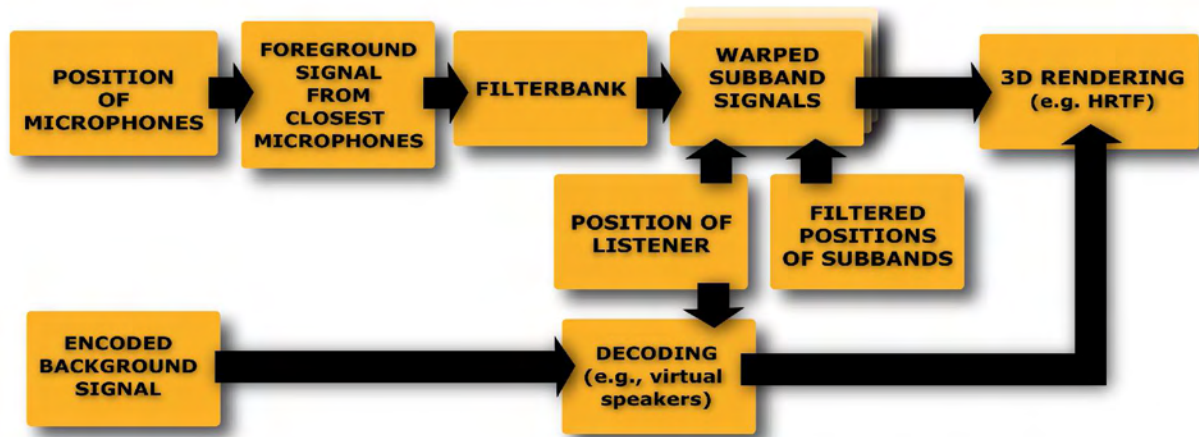 POSITION
OF
MICROPHONES
FOREGROUND
SIGNAL
FROM
CLOSEST
MICROPHONES
FILTERBANK
WARPED
SUBBAND
SIGNALS
3D RENDERING
(e.g. HRTF)
POSITION OF
LISTENER
FILTERED
POSITIONS
OF SUBBANDS
ENCODED
BACKGROUND
SIGNAL
DECODING
(e.g., virtual
speakers)